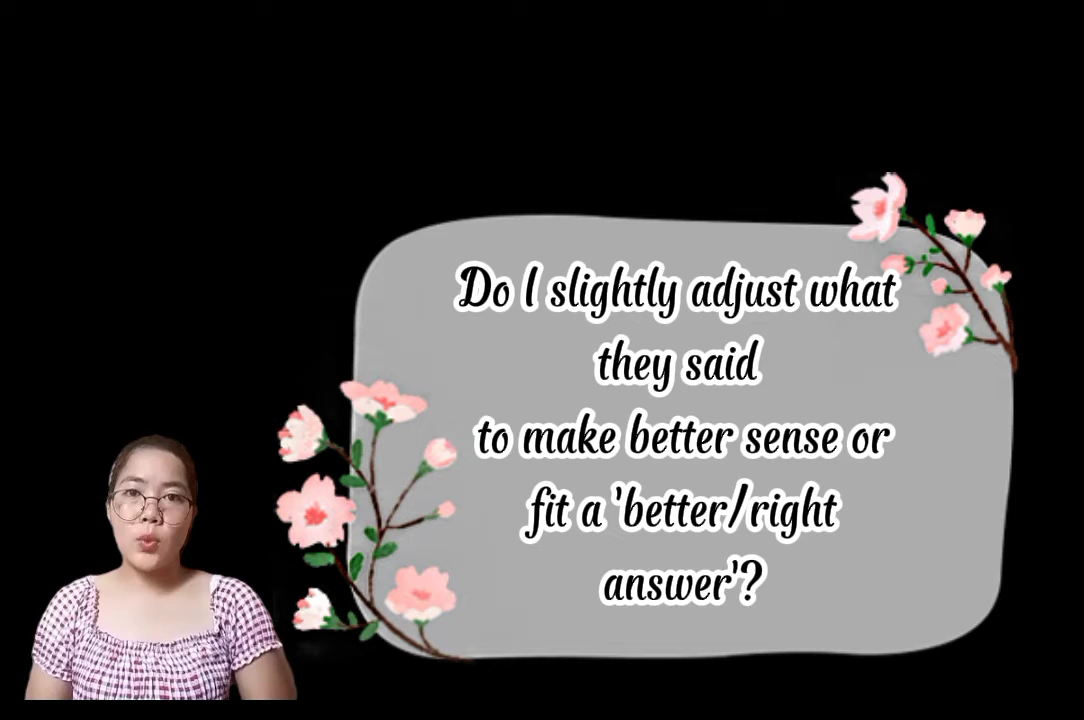 Do I slightly adjust what
they said
to make better sense or
fit a 'better/right
answer'?